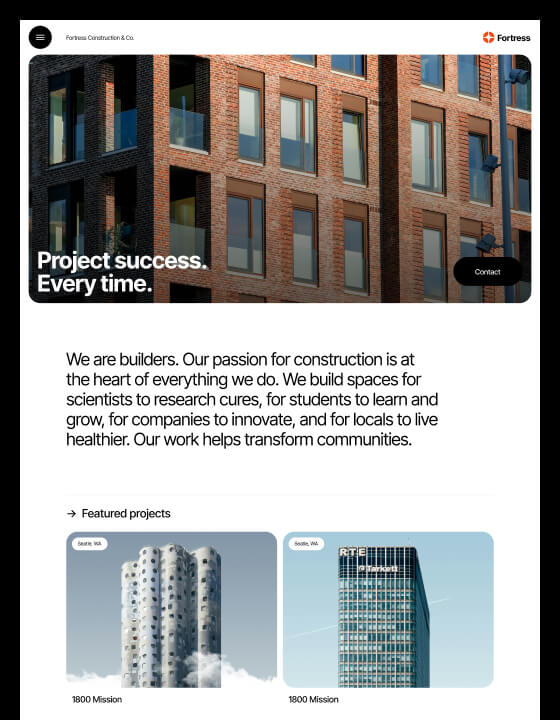 Fortress Construction & Co.
Fortress
Project success.
Every time.
Contact
We are builders. Our passion for construction is at
the heart of everything we do. We build spaces for
scientists to research cures, for students to learn and
grow, for companies to innovate, and for locals to live
healthier. Our work helps transform communities.
→ Featured projects
Seatle, WA
Seatle, WA
RTE
Tarkett
1800 Mission
1800 Mission